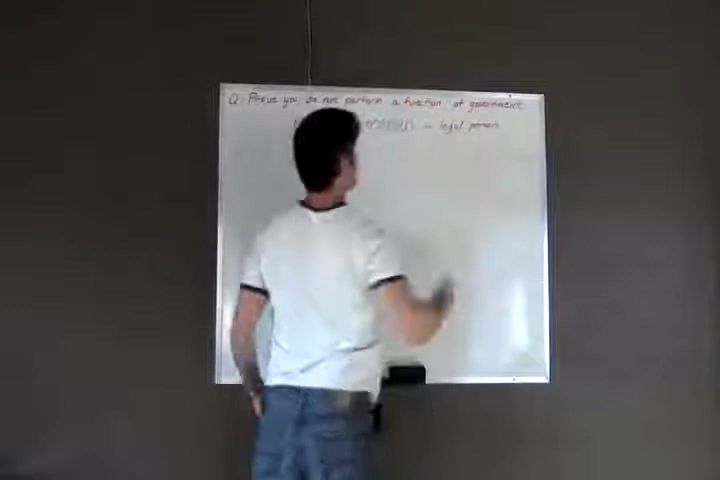 Q. Prove you do not perform a function of government
= legal person